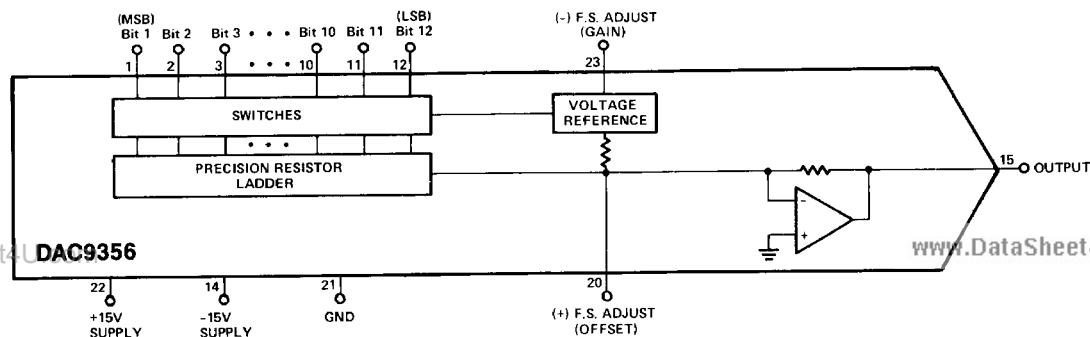 (MSB) (LSB) (-) F.S. ADJUST
Bit 1 Bit 2 Bit 3 • • • Bit 10 Bit 11 Bit 12 (GAIN)
1 2 3 • • • 10 11 12 23
SWITCHES
VOLTAGE
REFERENCE
• • •
PRECISION RESISTOR
LADDER
15 OUTPUT
-
+
t4U.com
DAC9356
www.DataSheet
22 14 21 20
+15V
SUPPLY
-15V
SUPPLY
GND
(+) F.S. ADJUST
(OFFSET)